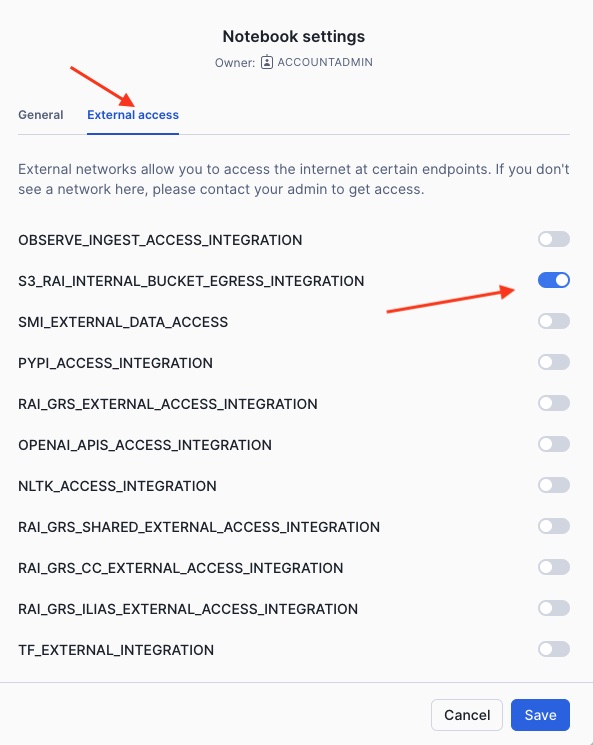 Notebook settings
Owner: ACCOUNTADMIN
General External access
External networks allow you to access the internet at certain endpoints. If you don't
see a network here, please contact your admin to get access.
OBSERVE_INGEST_ACCESS_INTEGRATION
S3_RAI_INTERNAL_BUCKET_EGRESS_INTEGRATION
SMI_EXTERNAL_DATA_ACCESS
PYPI_ACCESS_INTEGRATION
RAI_GRS_EXTERNAL_ACCESS_INTEGRATION
OPENAI_APIS_ACCESS_INTEGRATION
NLTK_ACCESS_INTEGRATION
RAI_GRS_SHARED_EXTERNAL_ACCESS_INTEGRATION
RAI_GRS_CC_EXTERNAL_ACCESS_INTEGRATION
RAI_GRS_ILIAS_EXTERNAL_ACCESS_INTEGRATION
TF_EXTERNAL_INTEGRATION
Cancel Save